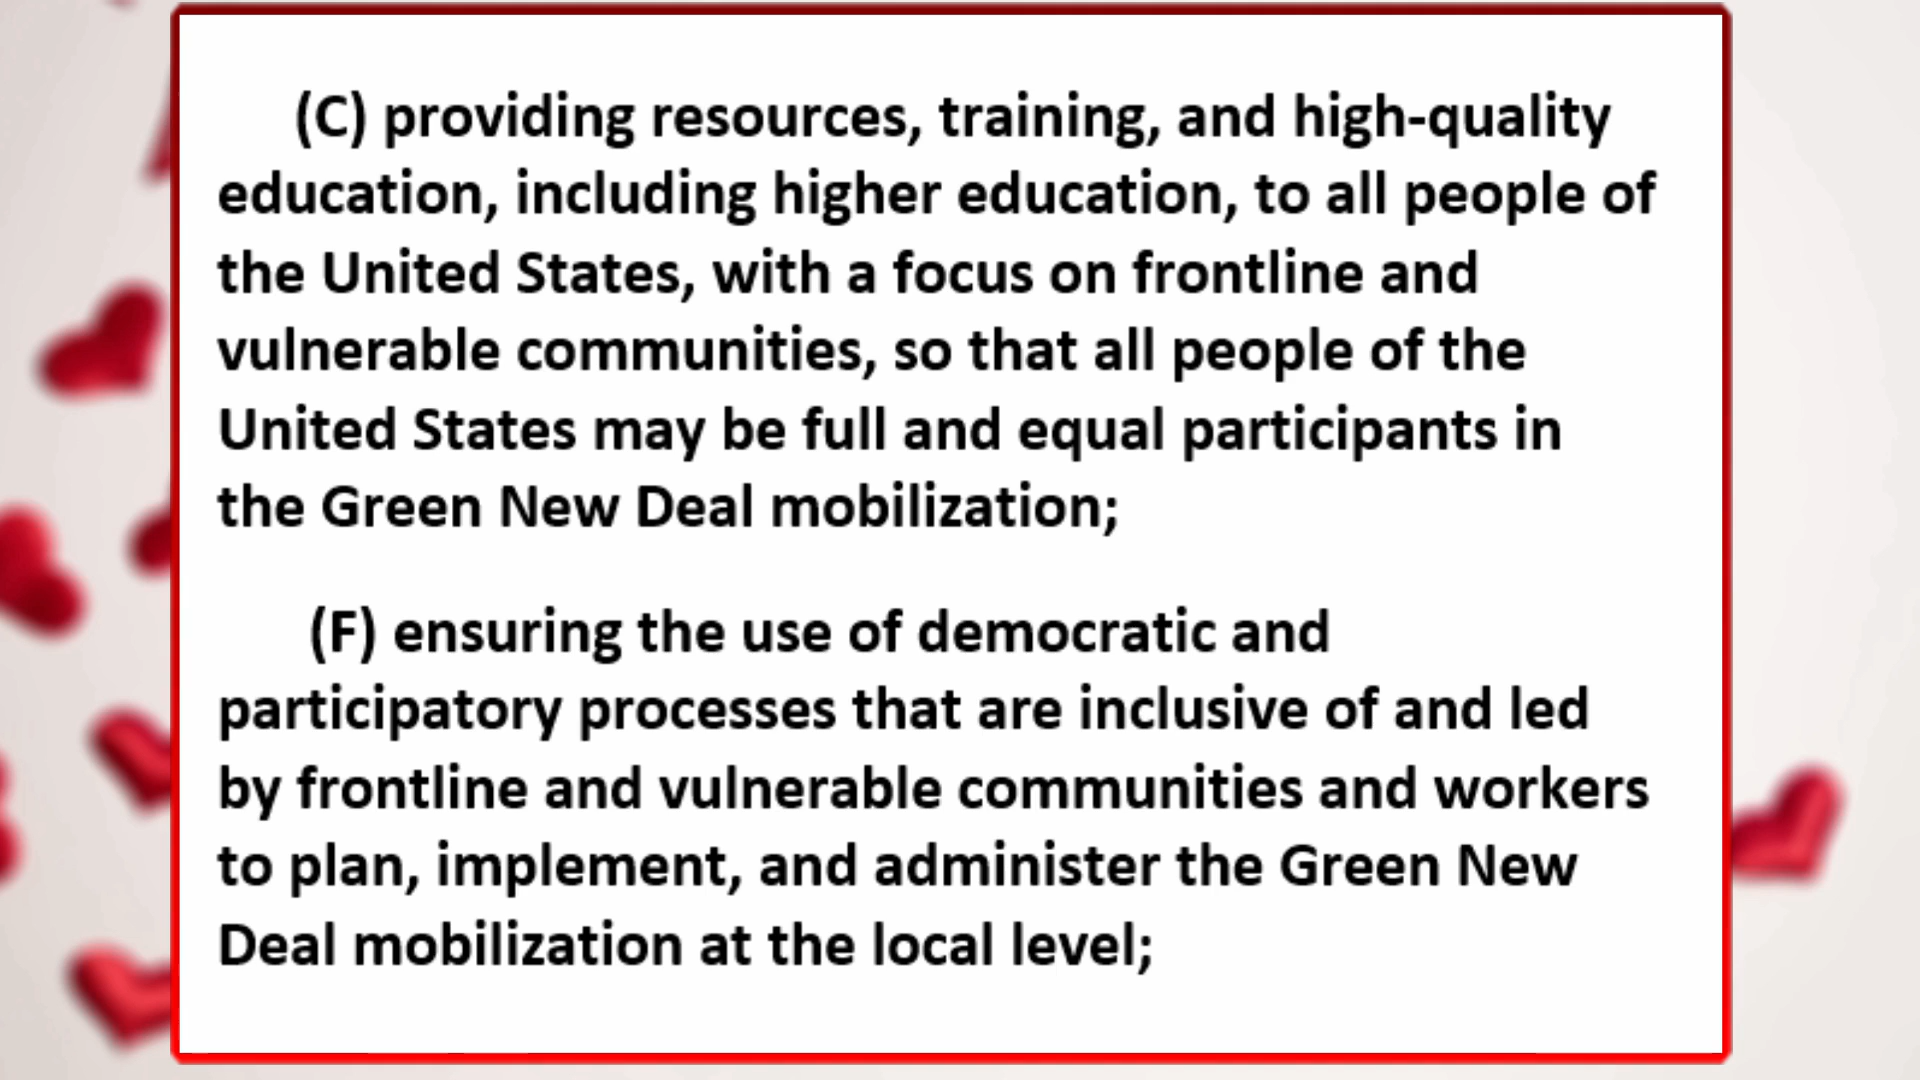 (C) providing resources, training, and high-quality
education, including higher education, to all people of
the United States, with a focus on frontline and
vulnerable communities, so that all people of the
United States may be full and equal participants in
the Green New Deal mobilization;
(F) ensuring the use of democratic and
participatory processes that are inclusive of and led
by frontline and vulnerable communities and workers
to plan, implement, and administer the Green New
Deal mobilization at the local level;